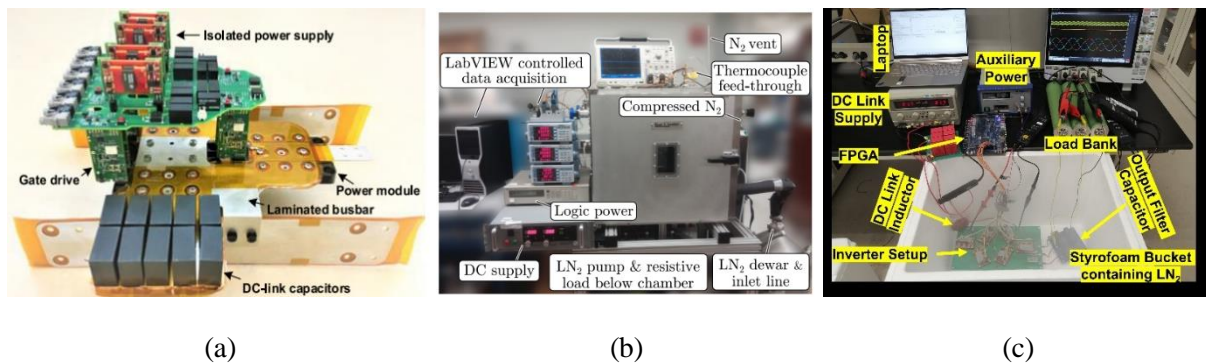 Isolated power supply
Gate drive
Power module
Laminated busbar
DC-link capacitors
LabVIEW controlled
data acquisition
N₂ vent
Thermocouple
feed-through
Compressed N₂
Logic power
DC supply
LN₂ pump & resistive
load below chamber
LN₂ dewar &
inlet line
Laptop
Auxiliary
Power
DC Link
Supply
FPGA
Load Bank
DC Link
Inductor
Output Filter
Capacitor
Inverter Setup
Styrofoam Bucket
containing LN₂
(a)
(b)
(c)